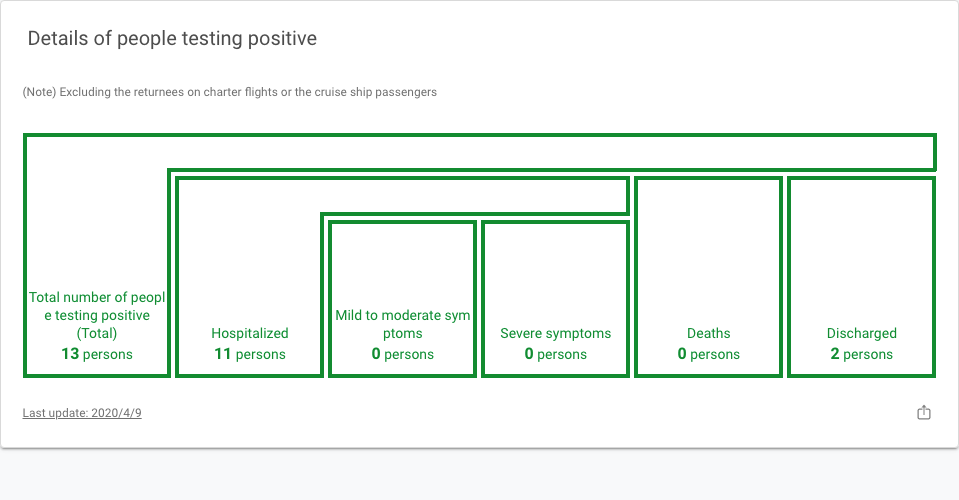 Details of people testing positive
(Note) Excluding the returnees on charter flights or the cruise ship passengers
Total number of peopl
e testing positive
(Total)
13 persons
Hospitalized
11 persons
Mild to moderate sym
ptoms
0 persons
Severe symptoms
0 persons
Deaths
0 persons
Discharged
2 persons
Last update: 2020/4/9